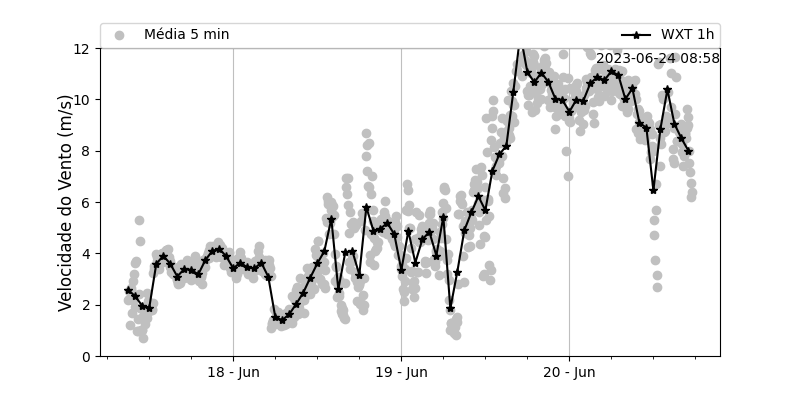 Média 5 min
WXT 1h
2023-06-24 08:58
Velocidade do Vento (m/s)
12
10
8
6
4
2
0
18 - Jun
19 - Jun
20 - Jun